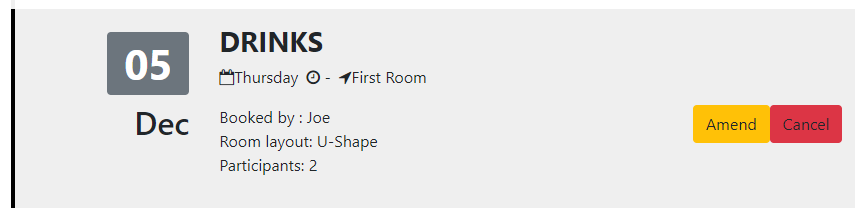 05
Dec
DRINKS
Thursday - First Room
Booked by : Joe
Room layout: U-Shape
Participants: 2
Amend Cancel